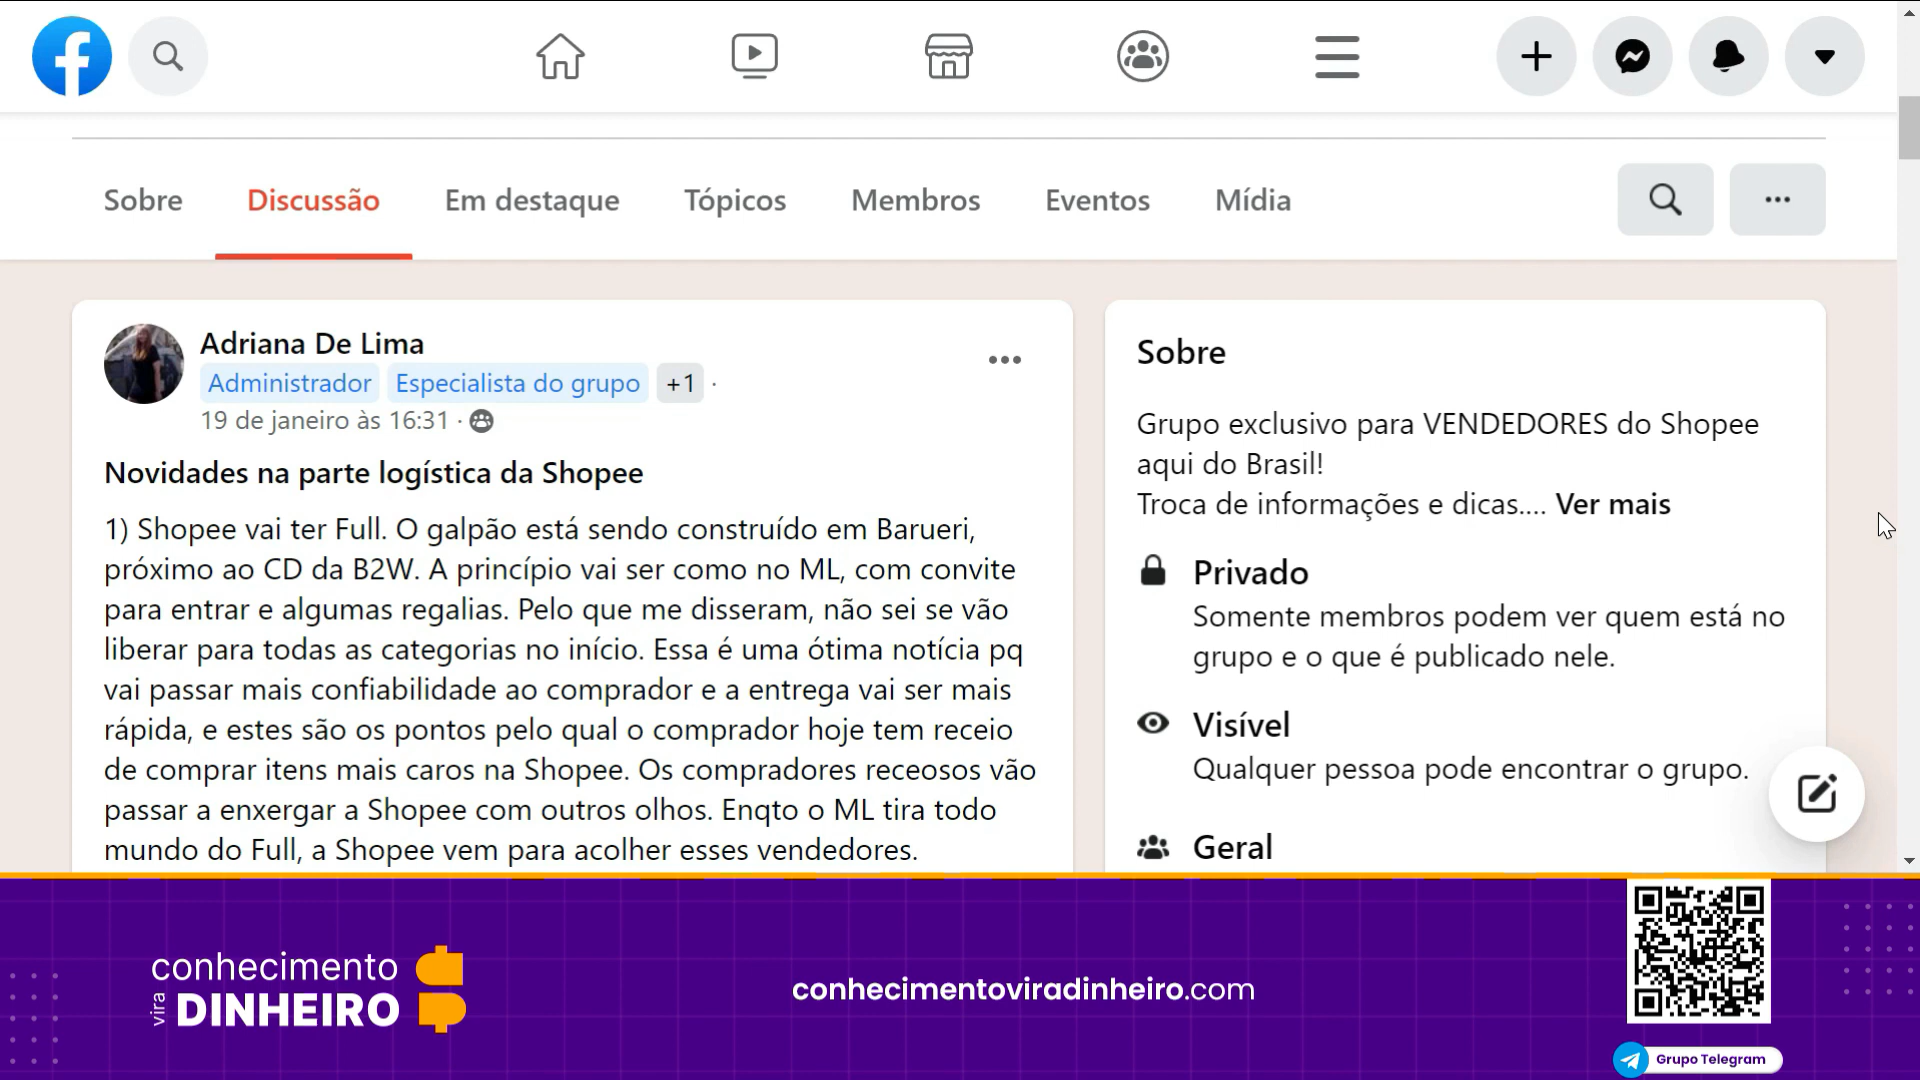 Sobre
Discussão
Em destaque
Tópicos
Membros
Eventos
Mídia
Adriana De Lima
Administrador
Especialista do grupo
+1 ·
19 de janeiro às 16:31 ·
Novidades na parte logística da Shopee
1) Shopee vai ter Full. O galpão está sendo construído em Barueri,
próximo ao CD da B2W. A princípio vai ser como no ML, com convite
para entrar e algumas regalias. Pelo que me disseram, não sei se vão
liberar para todas as categorias no início. Essa é uma ótima notícia pq
vai passar mais confiabilidade ao comprador e a entrega vai ser mais
rápida, e estes são os pontos pelo qual o comprador hoje tem receio
de comprar itens mais caros na Shopee. Os compradores receosos vão
passar a enxergar a Shopee com outros olhos. Enqto o ML tira todo
mundo do Full, a Shopee vem para acolher esses vendedores.
Sobre
Grupo exclusivo para VENDEDORES do Shopee
aqui do Brasil!
Troca de informações e dicas.... Ver mais
Privado
Somente membros podem ver quem está no
grupo e o que é publicado nele.
Visível
Qualquer pessoa pode encontrar o grupo.
Geral
conhecimento
vira DINHEIRO
conhecimentoviradinheiro.com
Grupo Telegram